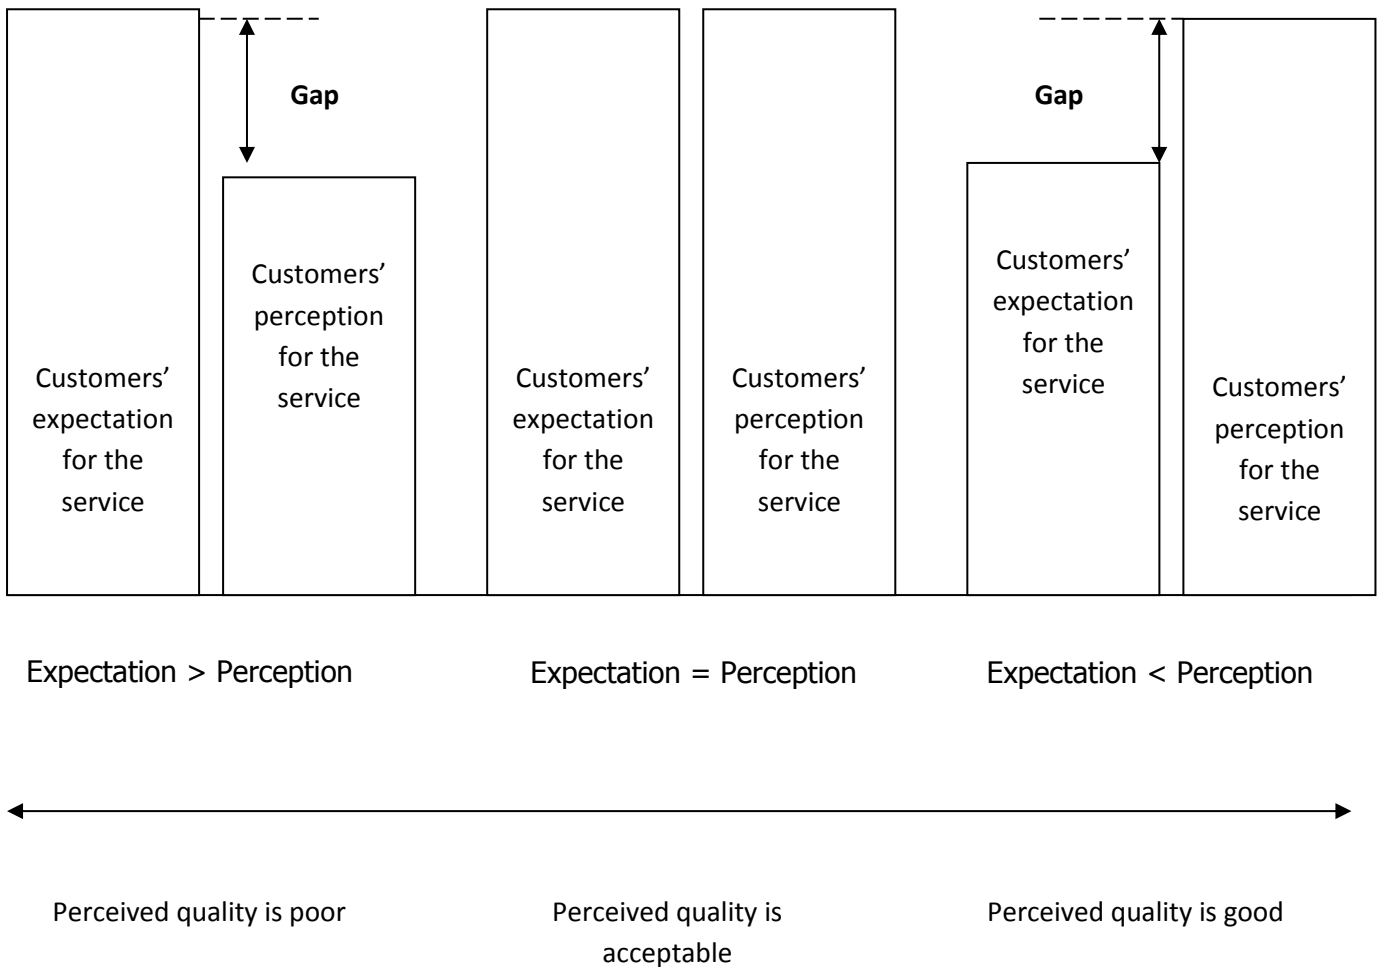 Gap
Gap
Customers’
expectation
for the
service
Customers’
perception
for the
service
Customers’
expectation
for the
service
Customers’
perception
for the
service
Customers’
expectation
for the
service
Customers’
perception
for the
service
Expectation > Perception
Expectation = Perception
Expectation < Perception
Perceived quality is poor
Perceived quality is
acceptable
Perceived quality is good